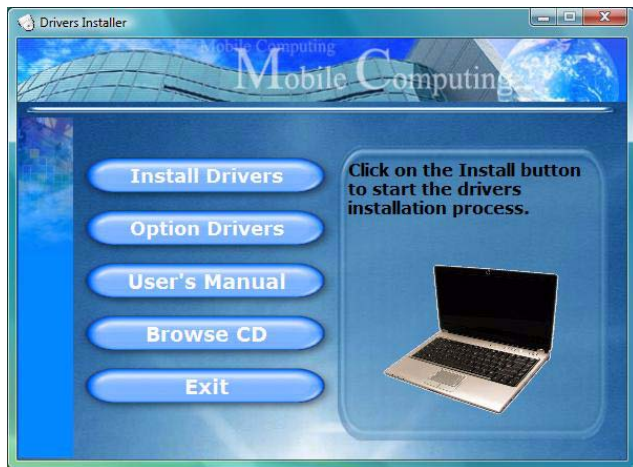 Drivers Installer
Mobile Computing
Mobile Computing
Install Drivers
Option Drivers
User's Manual
Browse CD
Exit
Click on the Install button
to start the drivers
installation process.